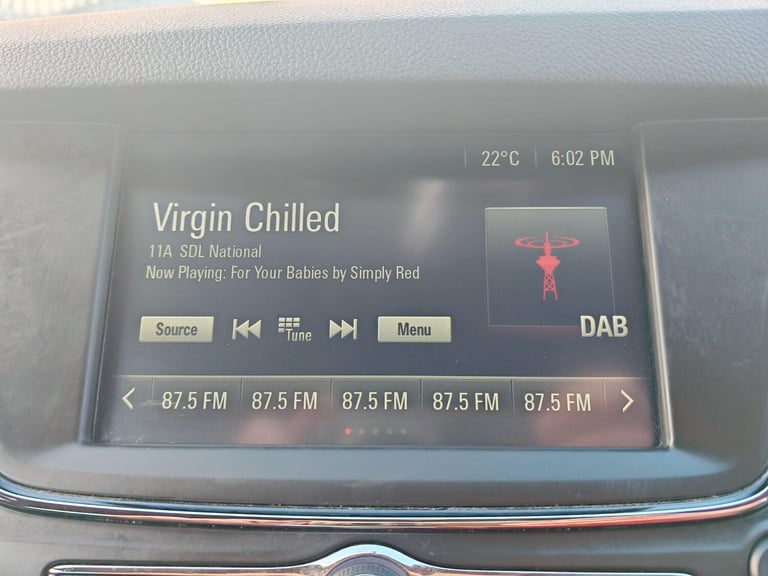 22°C 6:02 PM
Virgin Chilled
11A SDL National
Now Playing: For Your Babies by Simply Red
Source Tune Menu
DAB
87.5 FM 87.5 FM 87.5 FM 87.5 FM 87.5 FM